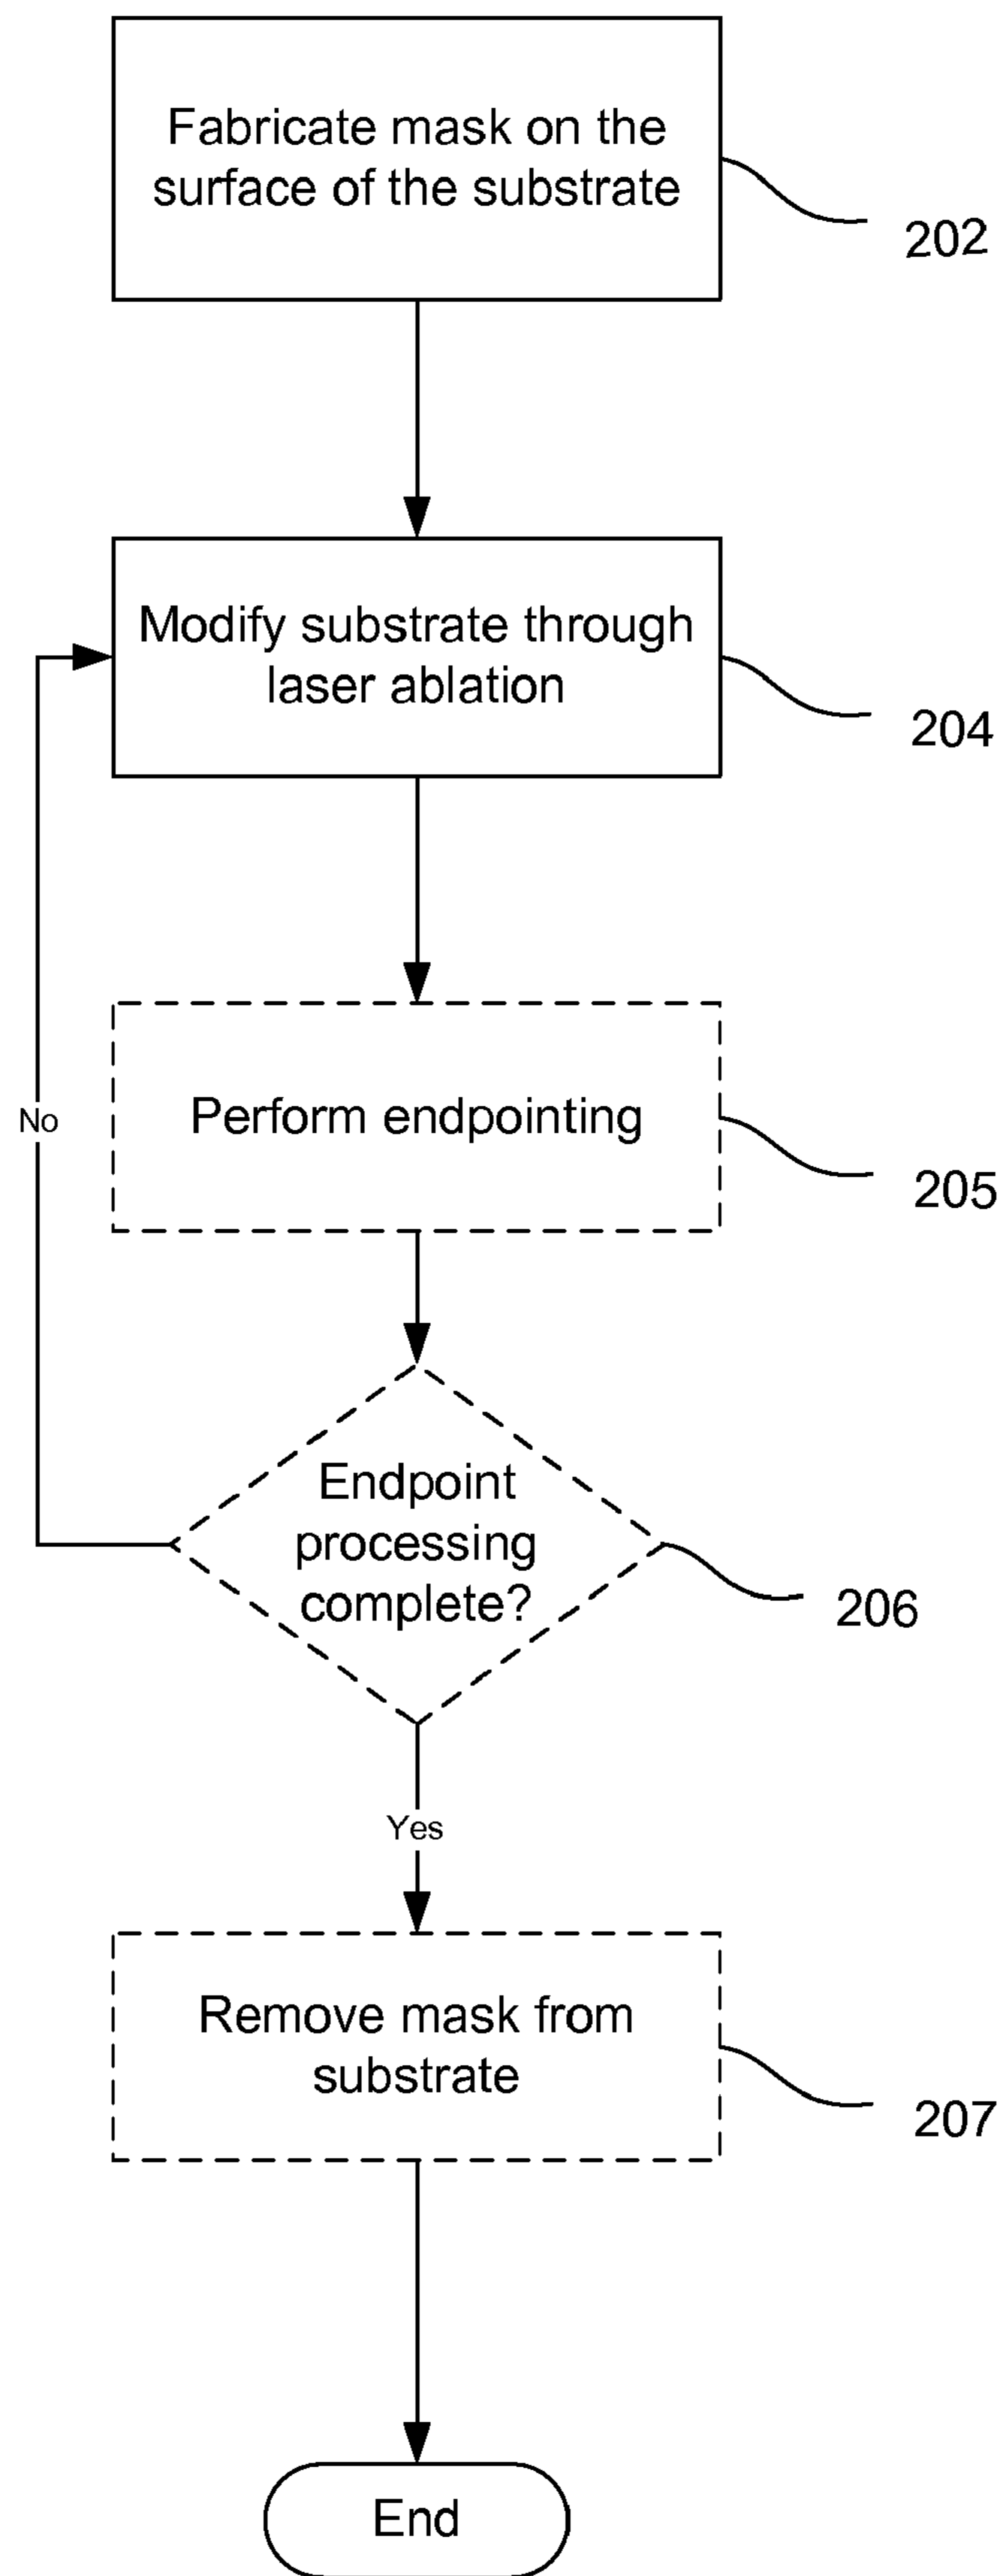 Fabricate mask on the
surface of the substrate
202
Modify substrate through
laser ablation
204
Perform endpointing
205
No
Endpoint
processing
complete?
206
Yes
Remove mask from
substrate
207
End